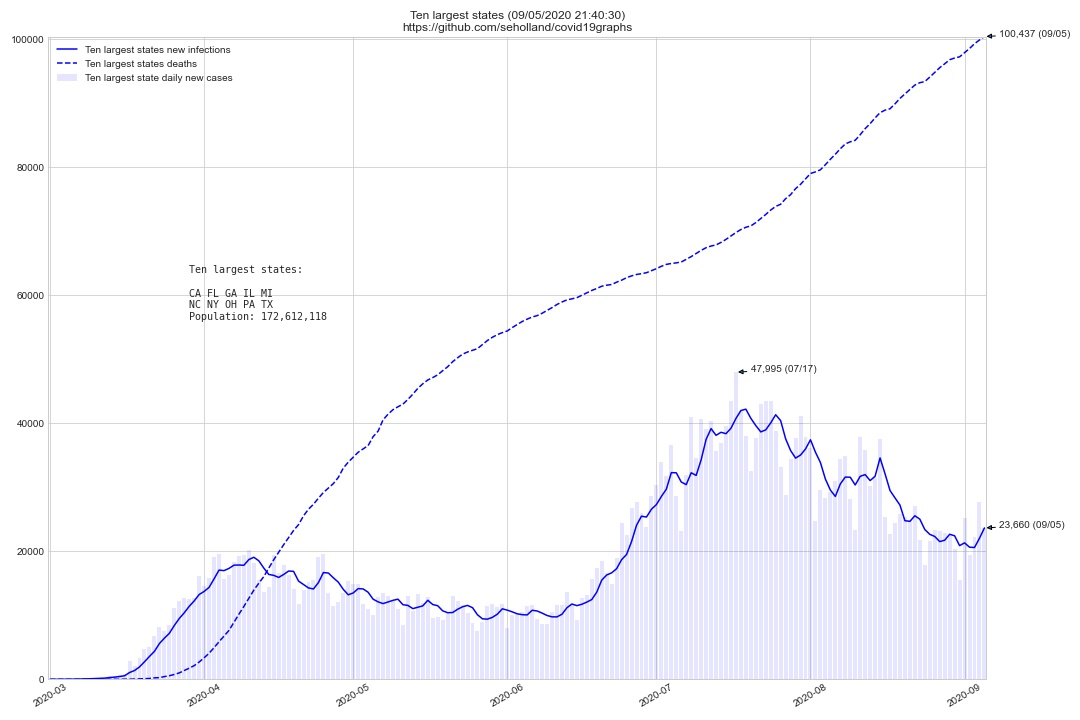 Ten largest states (09/05/2020 21:40:30)
https://github.com/seholland/covid19graphs
Ten largest states new infections
Ten largest states deaths
Ten largest state daily new cases
100000
80000
60000
40000
20000
0
100,437 (09/05)
Ten largest states:
CA FL GA IL MI
NC NY OH PA TX
Population: 172,612,118
47,995 (07/17)
23,660 (09/05)
2020-03
2020-04
2020-05
2020-06
2020-07
2020-08
2020-09